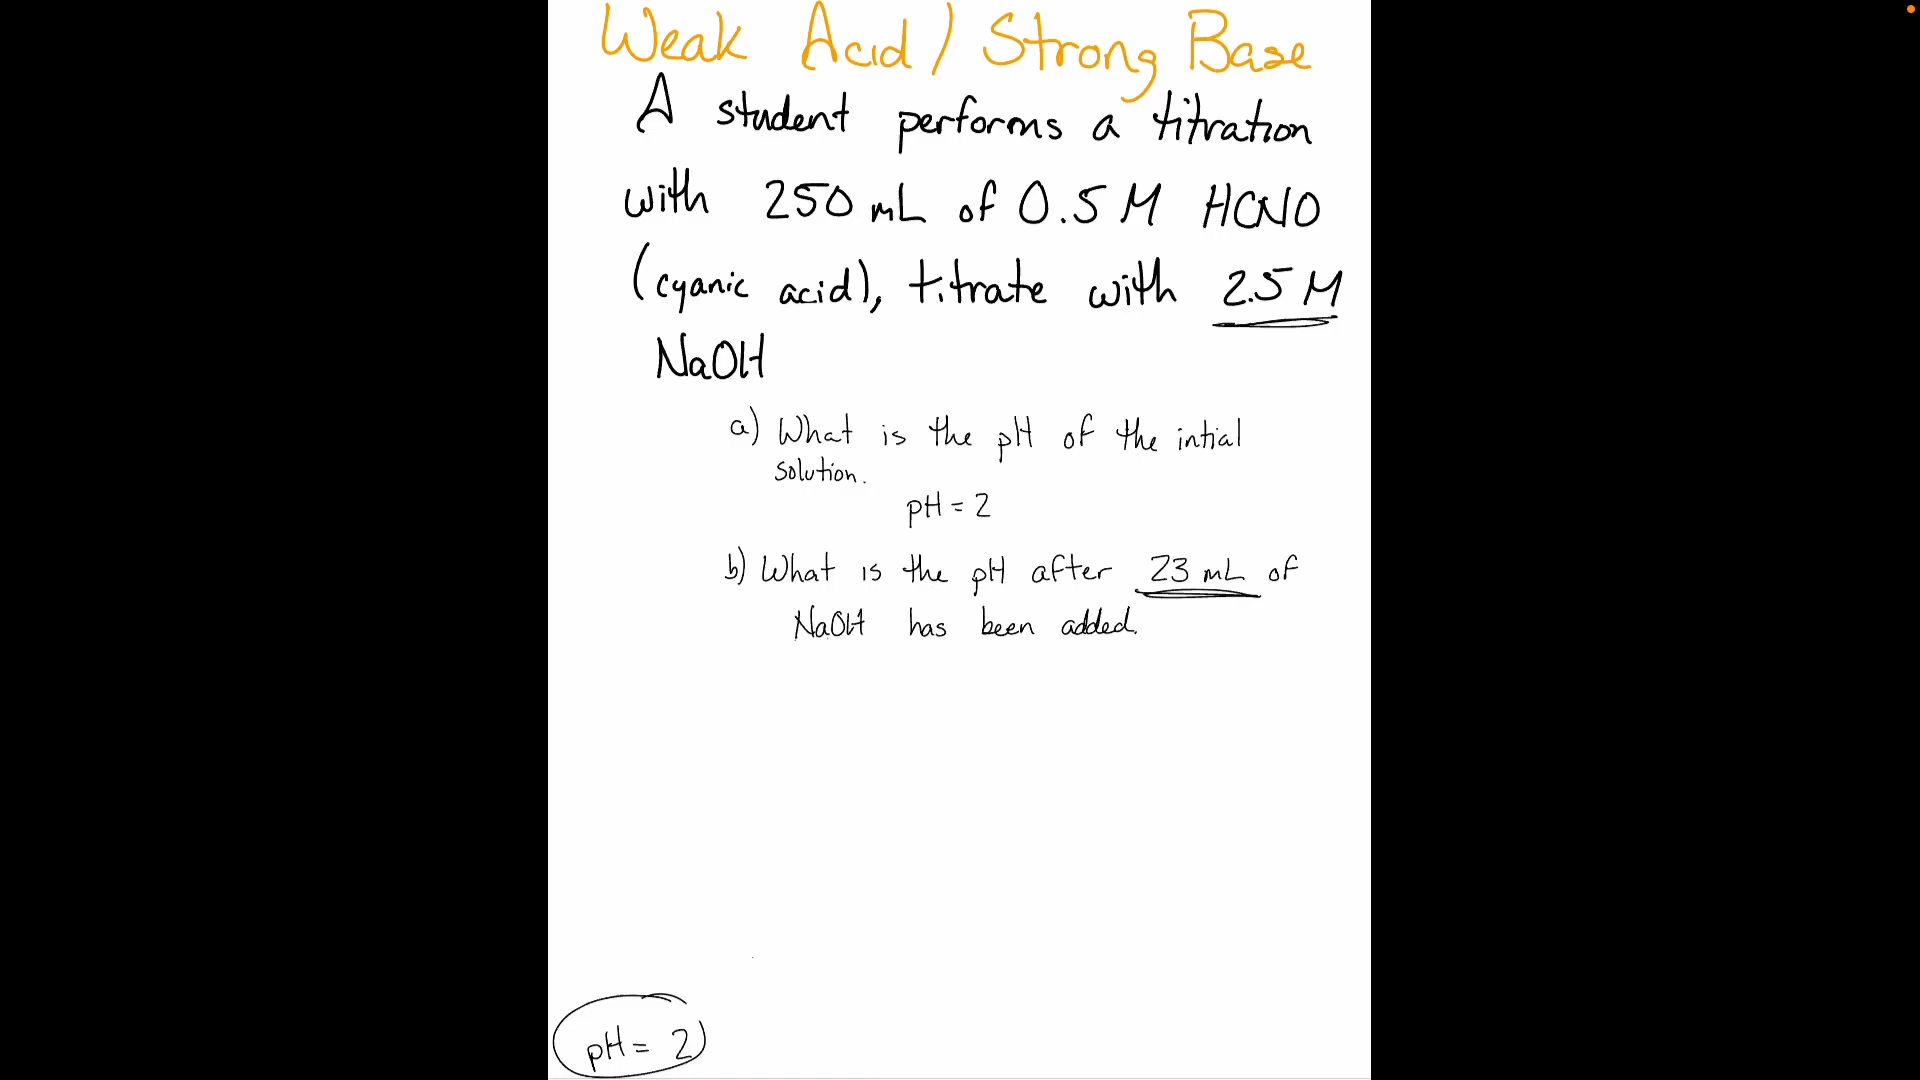 Weak Acid / Strong Base
A student performs a titration
with 250 mL of 0.5 M HCNO
(cyanic acid), titrate with 2.5 M
NaOH
a) What is the pH of the intial
solution.
pH = 2
b) What is the pH after 23 mL of
NaOH has been added.
pH = 2